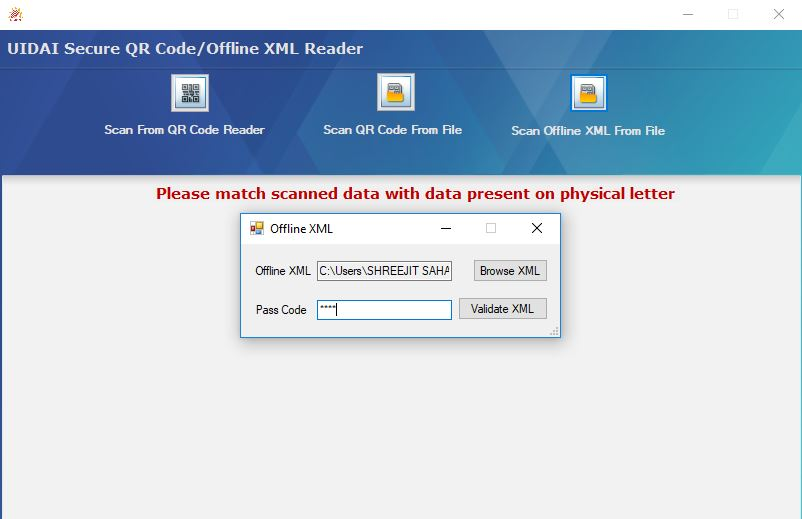 UIDAI Secure QR Code/Offline XML Reader
Scan From QR Code Reader
Scan QR Code From File
Scan Offline XML From File
Please match scanned data with data present on physical letter
Offline XML
Offline XML C:\Users\SHREEJIT SAHA Browse XML
Pass Code **** Validate XML